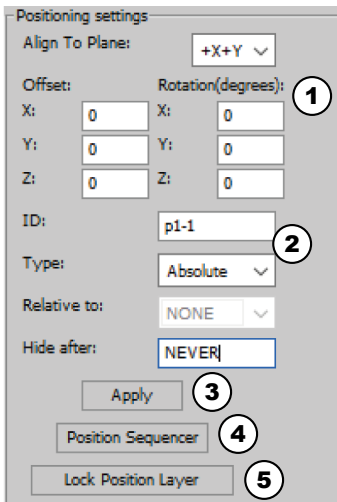 Positioning settings
Align To Plane: +X+Y
Offset: Rotation(degrees): 1
X: 0 X: 0
Y: 0 Y: 0
Z: 0 Z: 0
ID: p1-1
2
Type: Absolute
Relative to: NONE
Hide after: NEVER
Apply 3
Position Sequencer 4
Lock Position Layer 5